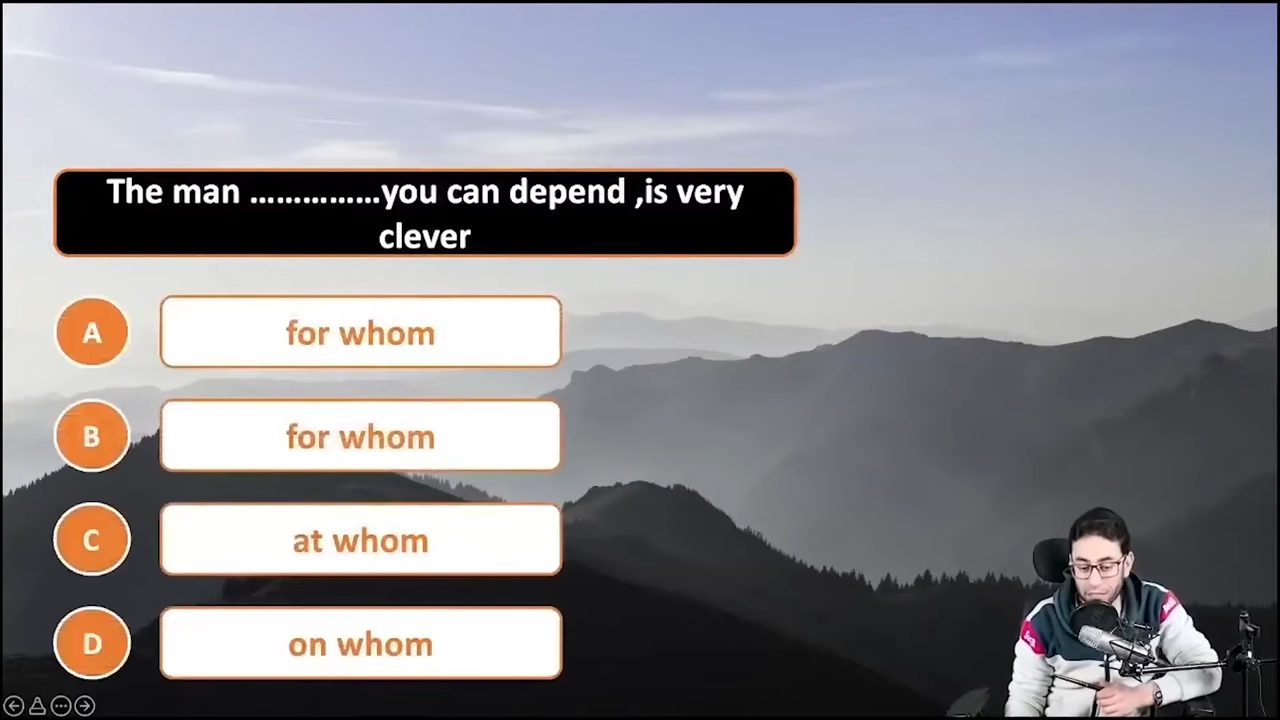 The man ...............you can depend ,is very
clever
A
for whom
B
for whom
C
at whom
D
on whom